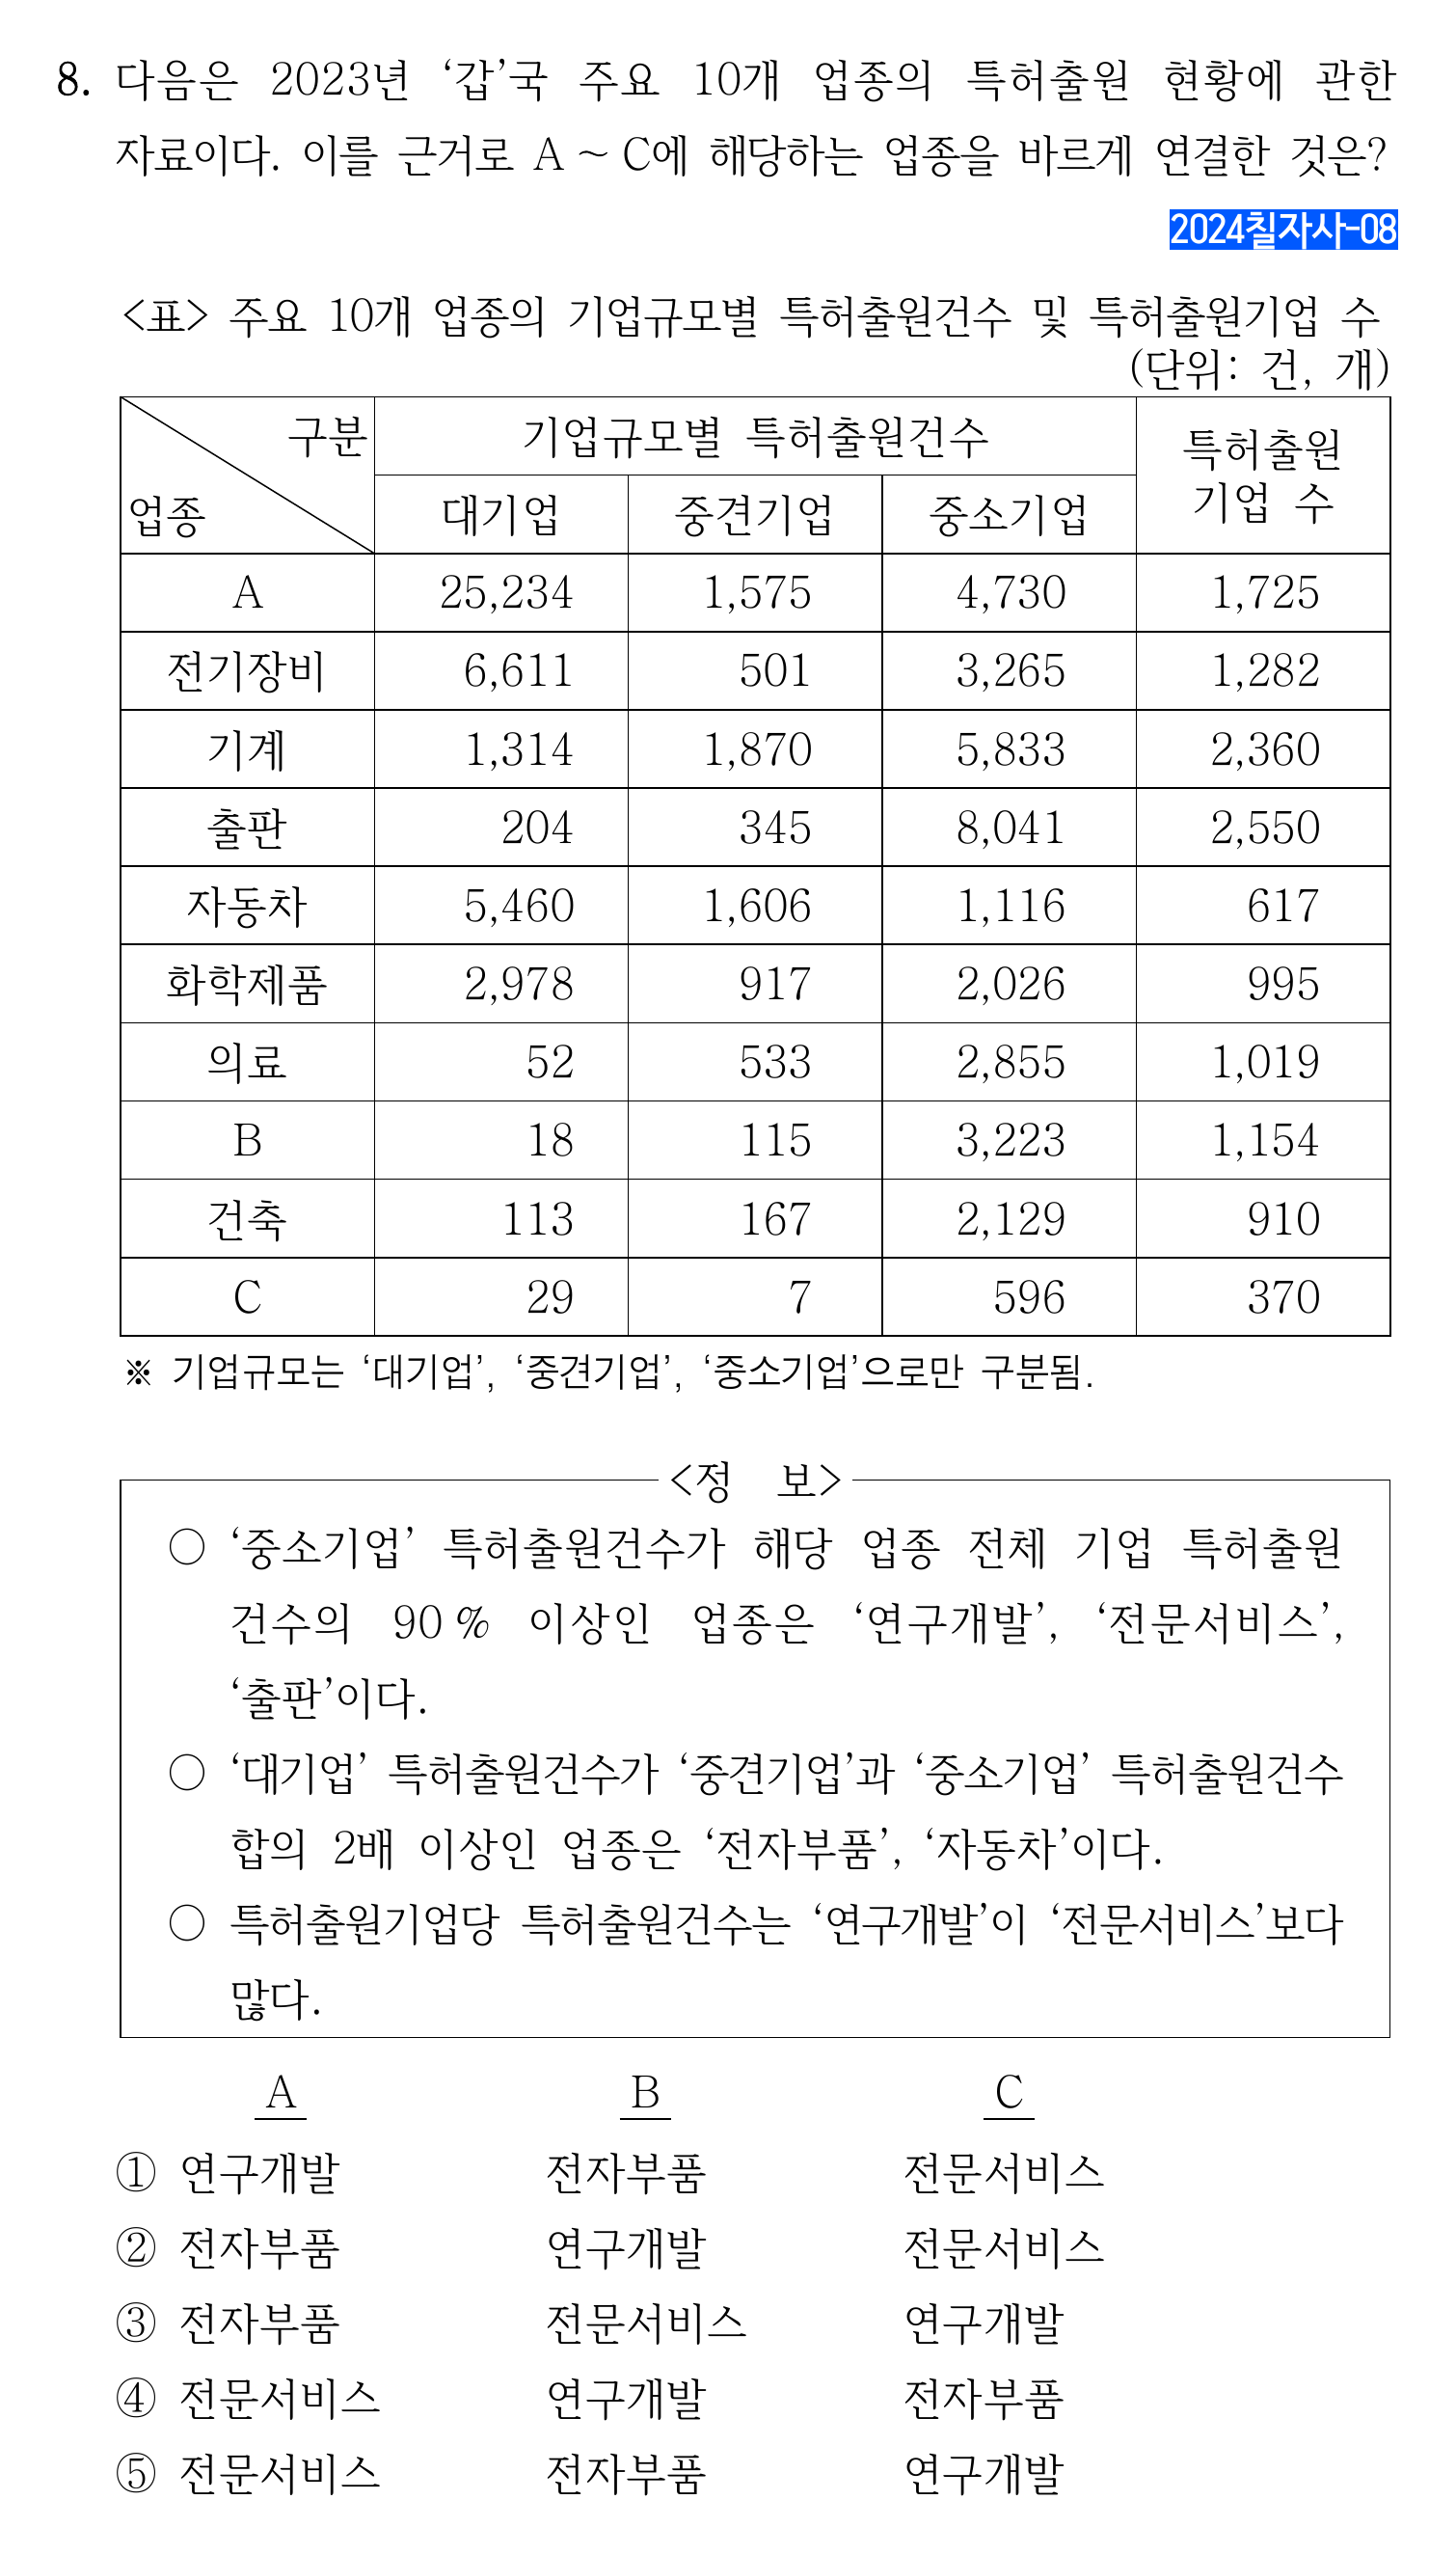 8. 다음은 2023년 ‘갑’국 주요 10개 업종의 특허출원 현황에 관한
자료이다. 이를 근거로 A ~ C에 해당하는 업종을 바르게 연결한 것은?
2024칠자사-08
<표> 주요 10개 업종의 기업규모별 특허출원건수 및 특허출원기업 수
(단위: 건, 개)
구분 기업규모별 특허출원건수 특허출원 기업 수
업종 대기업 중견기업 중소기업
A 25,234 1,575 4,730 1,725
전기장비 6,611 501 3,265 1,282
기계 1,314 1,870 5,833 2,360
출판 204 345 8,041 2,550
자동차 5,460 1,606 1,116 617
화학제품 2,978 917 2,026 995
의료 52 533 2,855 1,019
B 18 115 3,223 1,154
건축 113 167 2,129 910
C 29 7 596 370
※ 기업규모는 ‘대기업’, ‘중견기업’, ‘중소기업’으로만 구분됨.
<정 보>
○ ‘중소기업’ 특허출원건수가 해당 업종 전체 기업 특허출원
건수의 90 % 이상인 업종은 ‘연구개발’, ‘전문서비스’,
‘출판’이다.
○ ‘대기업’ 특허출원건수가 ‘중견기업’과 ‘중소기업’ 특허출원건수
합의 2배 이상인 업종은 ‘전자부품’, ‘자동차’이다.
○ 특허출원기업당 특허출원건수는 ‘연구개발’이 ‘전문서비스’보다
많다.
A B C
① 연구개발 전자부품 전문서비스
② 전자부품 연구개발 전문서비스
③ 전자부품 전문서비스 연구개발
④ 전문서비스 연구개발 전자부품
⑤ 전문서비스 전자부품 연구개발